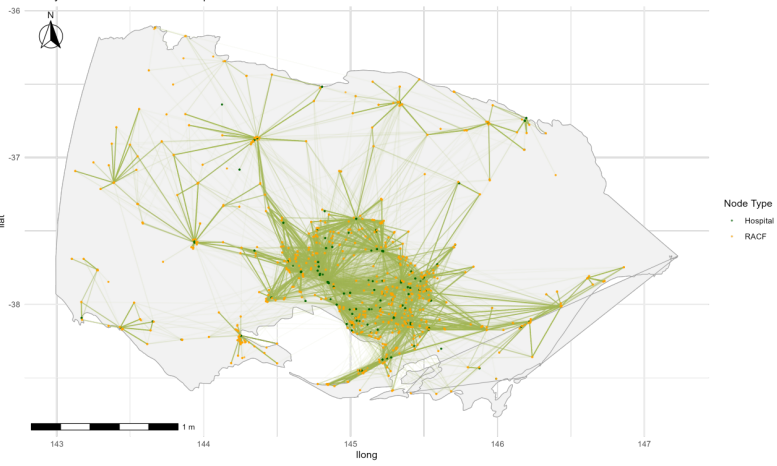 -36
N
-37
llat
-38
1 m
143 144 145 146 147
llong
Node Type
Hospital
RACF